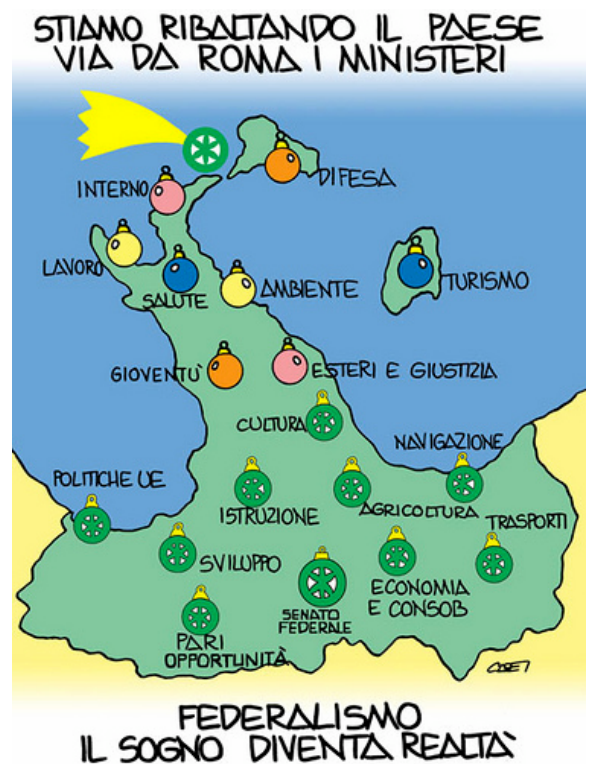 STIAMO RIBALTANDO IL PAESE
VIA DA ROMA I MINISTERI
DIFESA
INTERNO
LAVORO
SALUTE
AMBIENTE
TURISMO
GIOVENTÙ
ESTERI E GIUSTIZIA
CULTURA
NAVIGAZIONE
POLITICHE UE
ISTRUZIONE
AGRICOLTURA
TRASPORTI
SVILUPPO
ECONOMIA
E CONSOB
SENATO
FEDERALE
PARI
OPPORTUNITÀ
FEDERALISMO
IL SOGNO DIVENTA REALTÀ